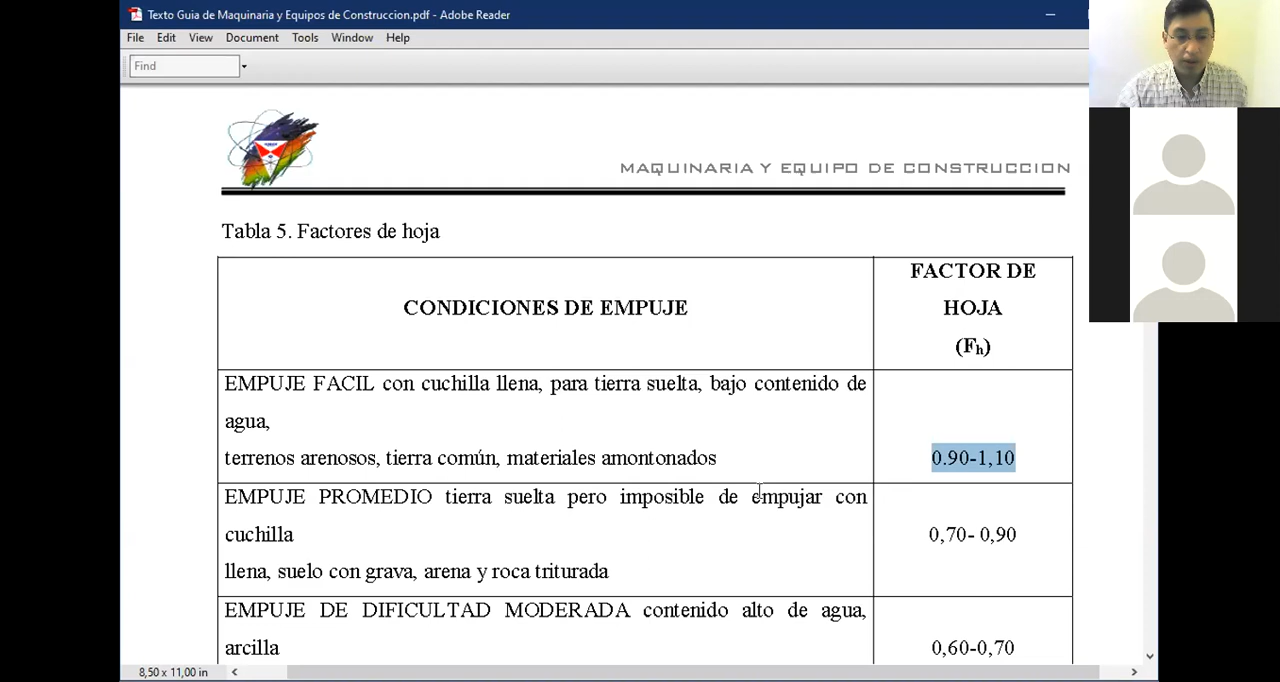 Texto Guia de Maquinaria y Equipos de Construccion.pdf - Adobe Reader
File Edit View Document Tools Window Help
Find
MAQUINARIA Y EQUIPO DE CONSTRUCCION
Tabla 5. Factores de hoja
CONDICIONES DE EMPUJE
FACTOR DE
HOJA
(Fh)
EMPUJE FACIL con cuchilla llena, para tierra suelta, bajo contenido de
agua,
terrenos arenosos, tierra común, materiales amontonados
0.90-1,10
EMPUJE PROMEDIO tierra suelta pero imposible de empujar con
cuchilla
llena, suelo con grava, arena y roca triturada
0,70- 0,90
EMPUJE DE DIFICULTAD MODERADA contenido alto de agua,
arcilla
0,60-0,70
8,50 x 11,00 in